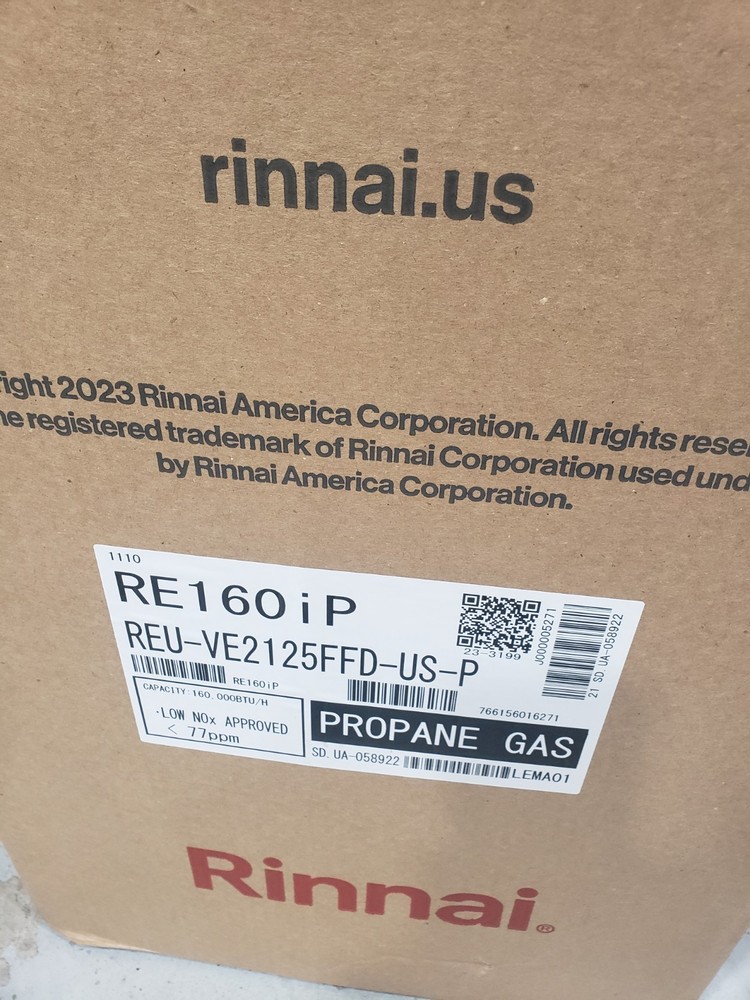 rinnai.us
ight 2023 Rinnai America Corporation. All rights rese
e registered trademark of Rinnai Corporation used und
by Rinnai America Corporation.
1110
RE160iP
REU-VE2125FFD-US-P
23-3199
J000005271
21 SD. UA-058922
RE160iP
766156016271
CAPACITY:160,000BTU/H
·LOW NOx APPROVED
< 77ppm
PROPANE GAS
SD. UA-058922
LEMA01
Rinnai®